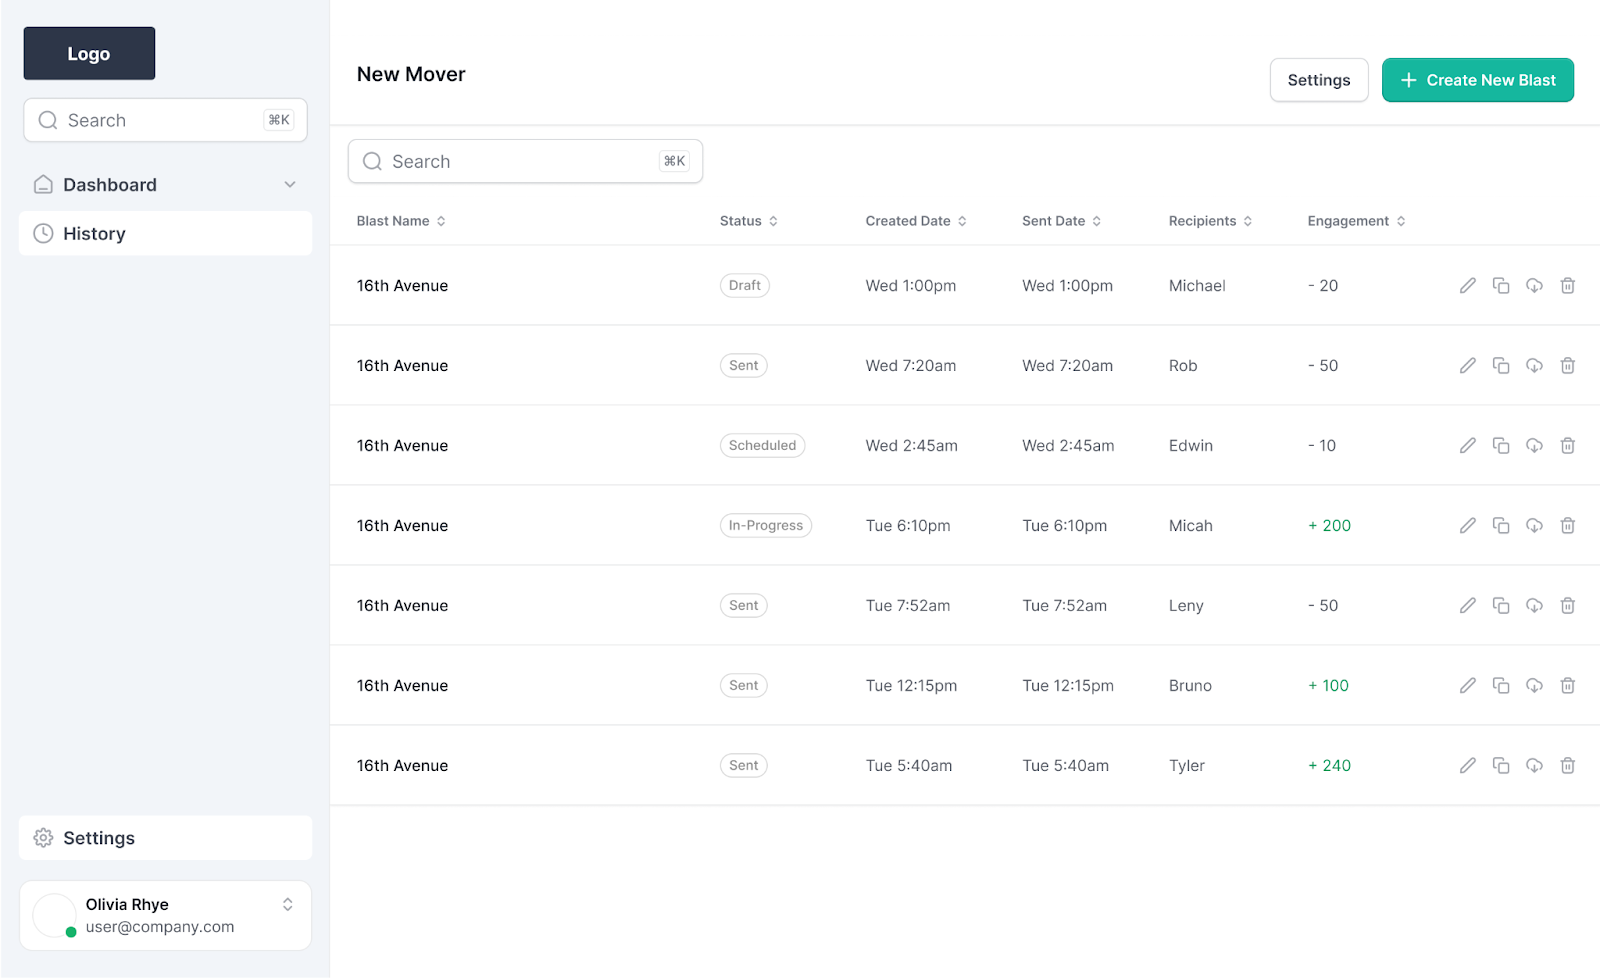 Logo
Search ⌘K
Dashboard
History
Settings
Olivia Rhye
user@company.com
New Mover
Settings
+ Create New Blast
Search ⌘K
Blast Name Status Created Date Sent Date Recipients Engagement
16th Avenue Draft Wed 1:00pm Wed 1:00pm Michael - 20
16th Avenue Sent Wed 7:20am Wed 7:20am Rob - 50
16th Avenue Scheduled Wed 2:45am Wed 2:45am Edwin - 10
16th Avenue In-Progress Tue 6:10pm Tue 6:10pm Micah + 200
16th Avenue Sent Tue 7:52am Tue 7:52am Leny - 50
16th Avenue Sent Tue 12:15pm Tue 12:15pm Bruno + 100
16th Avenue Sent Tue 5:40am Tue 5:40am Tyler + 240